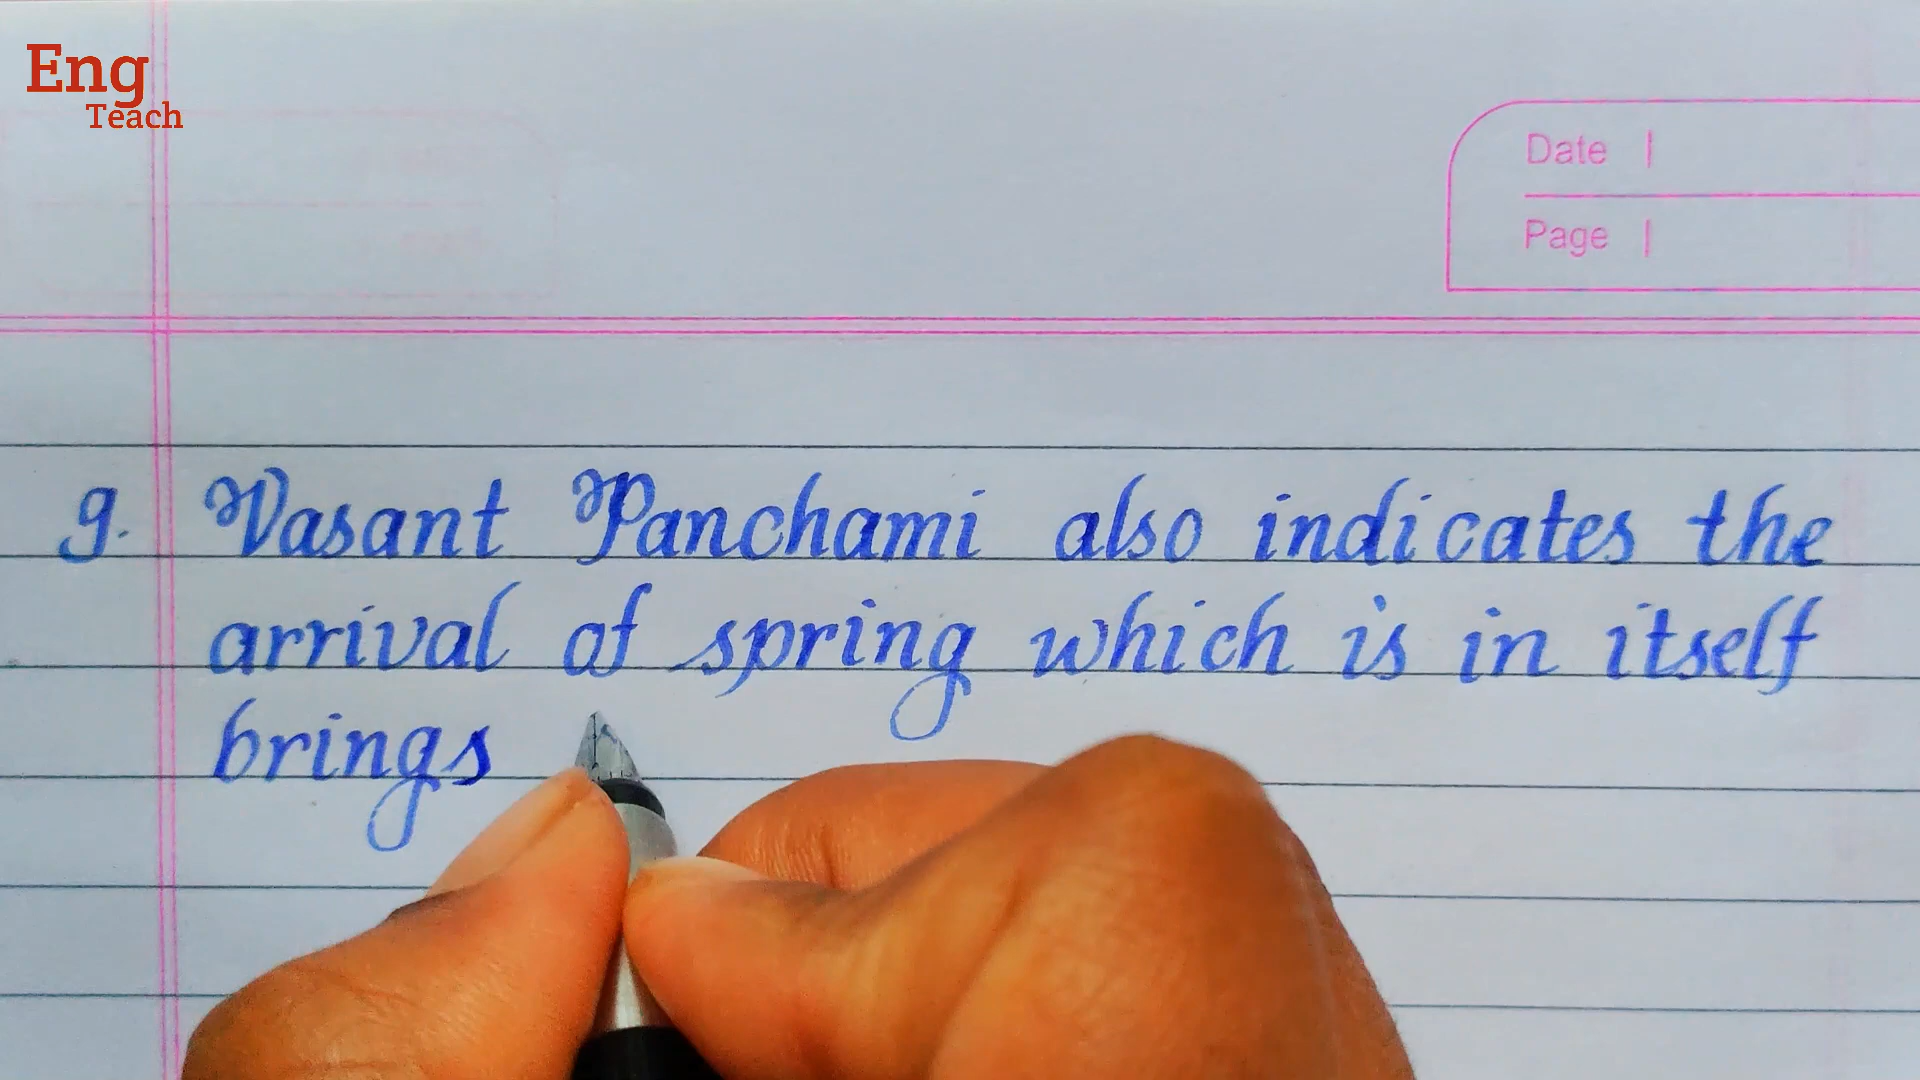 Eng
Teach
Date |
Page |
9. Vasant Panchami also indicates the
arrival of spring which is in itself
brings